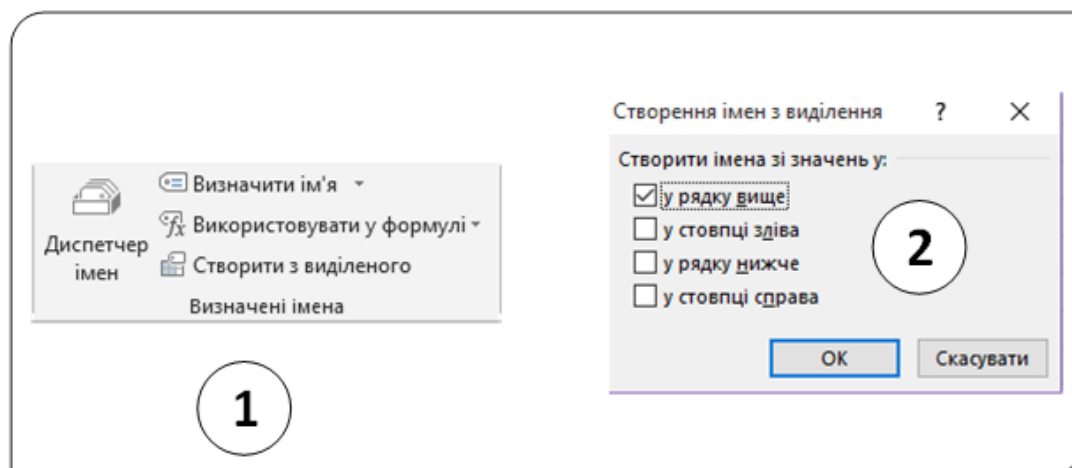 Диспетчер
імен
Визначити ім'я
Використовувати у формулі
Створити з виділеного
Визначені імена
1
Створення імен з виділення ? ×
Створити імена зі значень у:
у рядку вище
у стовпці зліва
у рядку нижче
у стовпці справа
2
ОК Скасувати